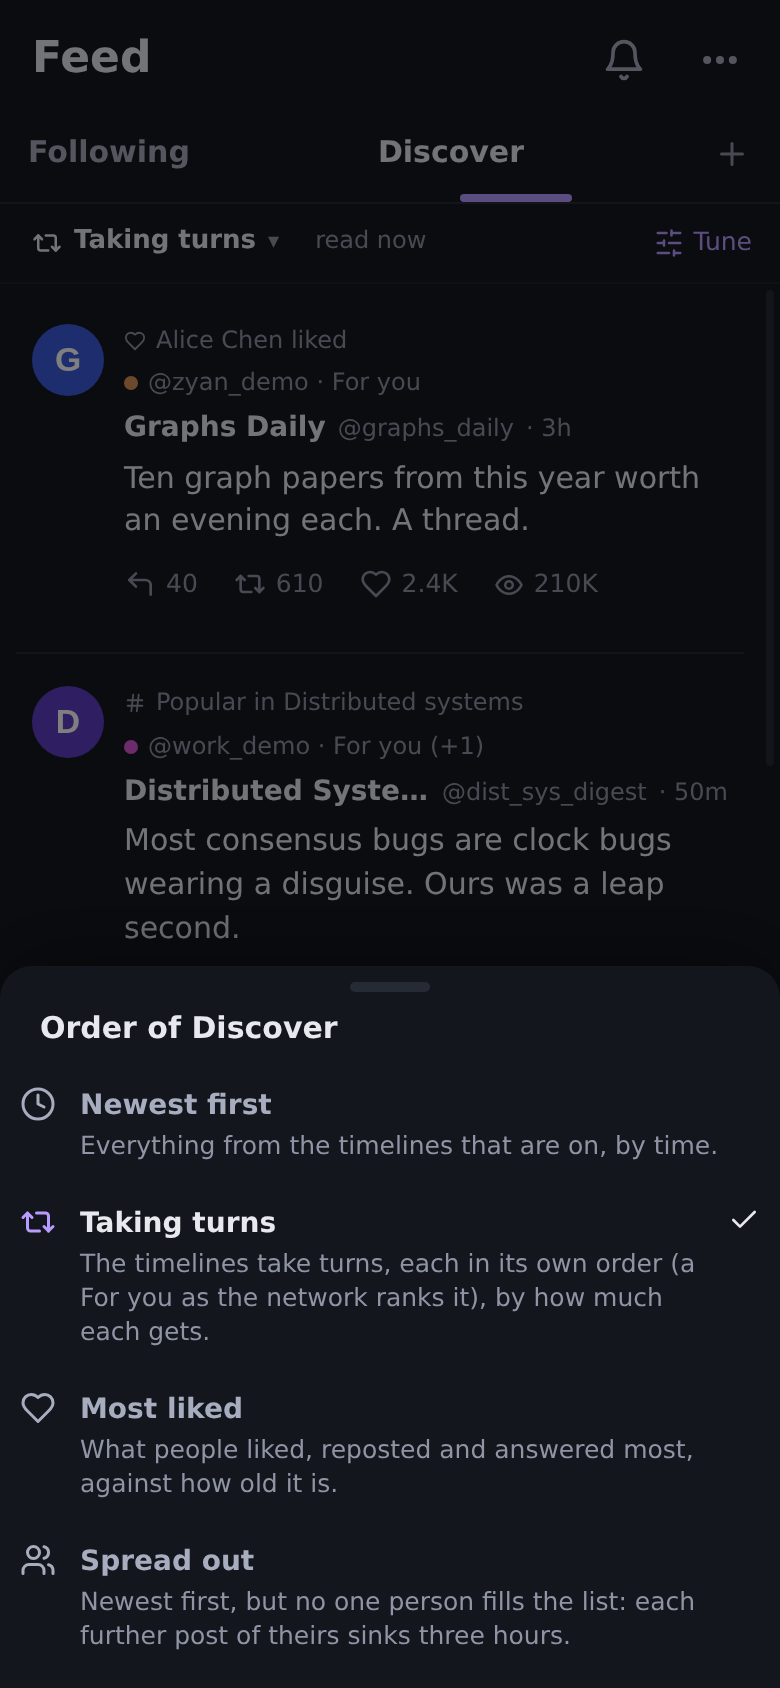 Feed
Following
Discover
Taking turns ▾ read now
Tune
G
Alice Chen liked
@zyan_demo · For you
Graphs Daily @graphs_daily · 3h
Ten graph papers from this year worth
an evening each. A thread.
40 610 2.4K 210K
D
# Popular in Distributed systems
@work_demo · For you (+1)
Distributed Syste… @dist_sys_digest · 50m
Most consensus bugs are clock bugs
wearing a disguise. Ours was a leap
second.
Order of Discover
Newest first
Everything from the timelines that are on, by time.
Taking turns
The timelines take turns, each in its own order (a
For you as the network ranks it), by how much
each gets.
Most liked
What people liked, reposted and answered most,
against how old it is.
Spread out
Newest first, but no one person fills the list: each
further post of theirs sinks three hours.